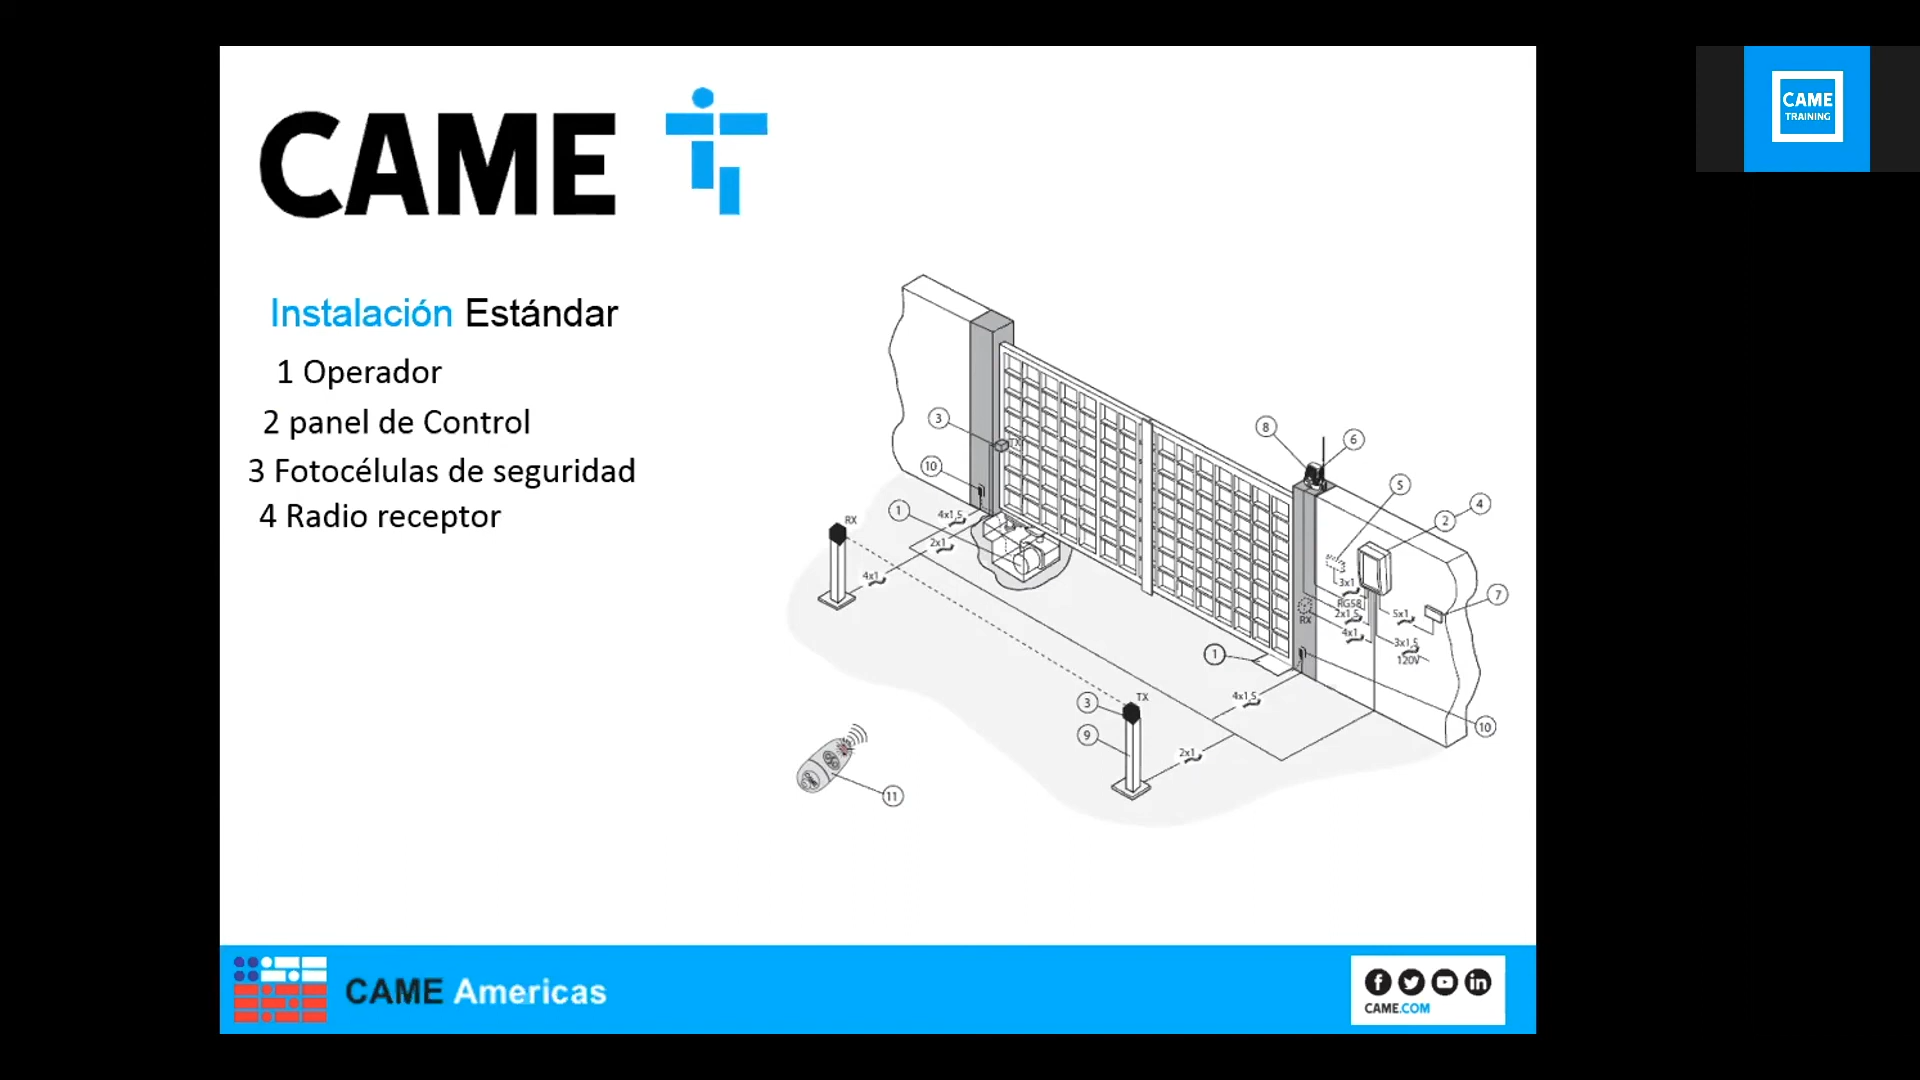 CAME
CAME
TRAINING
Instalación Estándar
1 Operador
2 panel de Control
3 Fotocélulas de seguridad
4 Radio receptor
3
TX
10
1
RX
4x1,5
2x1
4x1
8
6
5
4
2
7
3x1
RG58
2x1,5
RX
4x1
5x1
3x1,5
120V
1
4x1,5
10
TX
3
9
2x1
11
CAME Americas
CAME.COM